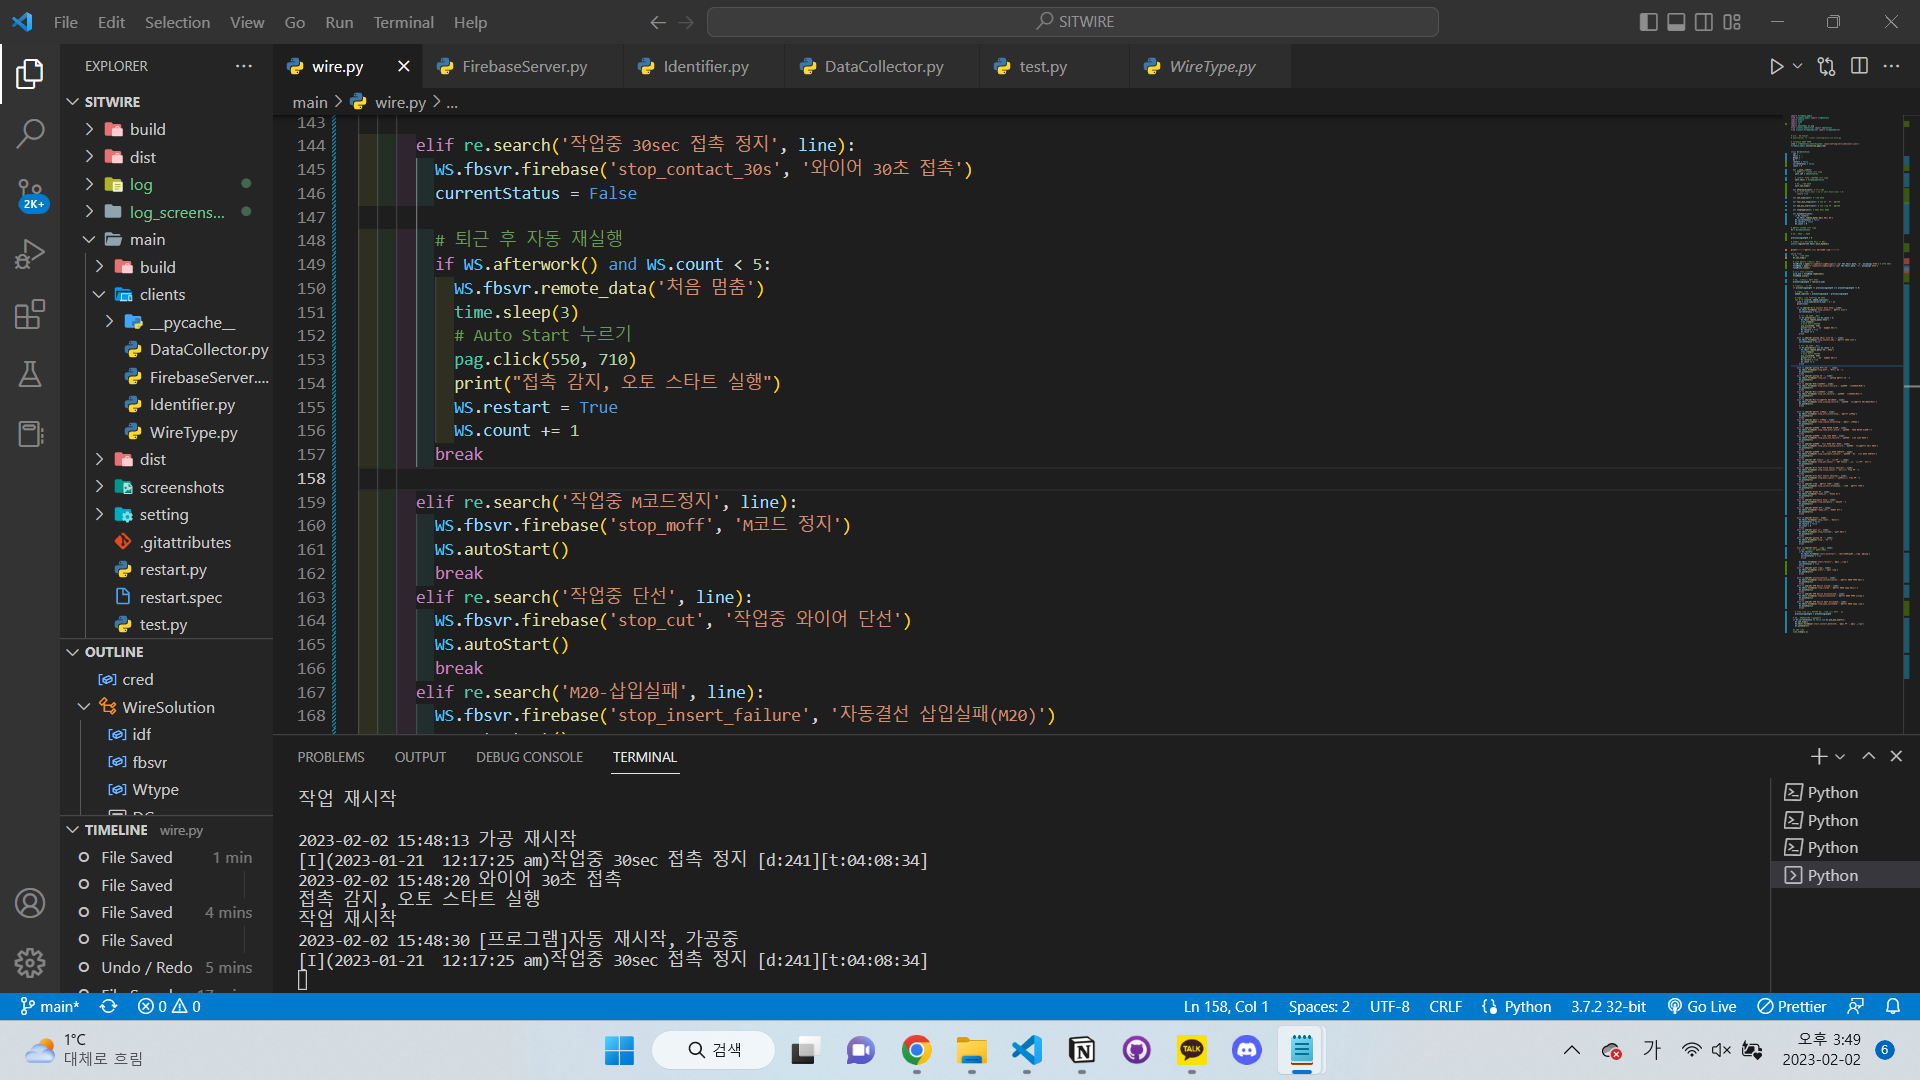 File Edit Selection View Go Run Terminal Help
SITWIRE
EXPLORER
wire.py
FirebaseServer.py
Identifier.py
DataCollector.py
test.py
WireType.py
main > wire.py > ...
SITWIRE
build
dist
log
log_screens...
main
build
clients
__pycache__
DataCollector.py
FirebaseServer....
Identifier.py
WireType.py
dist
screenshots
setting
.gitattributes
restart.py
restart.spec
test.py
2K+
OUTLINE
cred
WireSolution
idf
fbsvr
Wtype
TIMELINE wire.py
File Saved 1 min
File Saved
File Saved 4 mins
File Saved
Undo / Redo 5 mins
143
144 elif re.search('작업중 30sec 접촉 정지', line):
145 WS.fbsvr.firebase('stop_contact_30s', '와이어 30초 접촉')
146 currentStatus = False
147
148 # 퇴근 후 자동 재실행
149 if WS.afterwork() and WS.count < 5:
150 WS.fbsvr.remote_data('처음 멈춤')
151 time.sleep(3)
152 # Auto Start 누르기
153 pag.click(550, 710)
154 print("접촉 감지, 오토 스타트 실행")
155 WS.restart = True
156 WS.count += 1
157 break
158
159 elif re.search('작업중 M코드정지', line):
160 WS.fbsvr.firebase('stop_moff', 'M코드 정지')
161 WS.autoStart()
162 break
163 elif re.search('작업중 단선', line):
164 WS.fbsvr.firebase('stop_cut', '작업중 와이어 단선')
165 WS.autoStart()
166 break
167 elif re.search('M20-삽입실패', line):
168 WS.fbsvr.firebase('stop_insert_failure', '자동결선 삽입실패(M20)')
PROBLEMS OUTPUT DEBUG CONSOLE TERMINAL
작업 재시작
2023-02-02 15:48:13 가공 재시작
[I](2023-01-21 12:17:25 am)작업중 30sec 접촉 정지 [d:241][t:04:08:34]
2023-02-02 15:48:20 와이어 30초 접촉
접촉 감지, 오토 스타트 실행
작업 재시작
2023-02-02 15:48:30 [프로그램]자동 재시작, 가공중
[I](2023-01-21 12:17:25 am)작업중 30sec 접촉 정지 [d:241][t:04:08:34]
Python
Python
Python
Python
main* 0 0 Ln 158, Col 1 Spaces: 2 UTF-8 CRLF Python 3.7.2 32-bit Go Live Prettier
1°C
대체로 흐림
검색
TALK
가
오후 3:49
2023-02-02
6